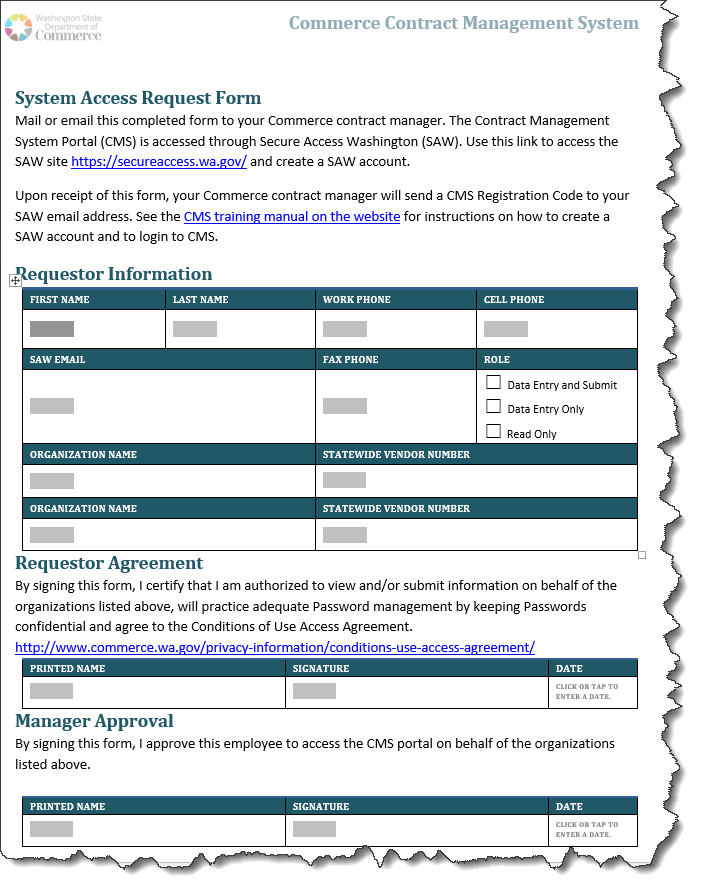 Washington State
Department of
Commerce
Commerce Contract Management System
System Access Request Form
Mail or email this completed form to your Commerce contract manager. The Contract Management
System Portal (CMS) is accessed through Secure Access Washington (SAW). Use this link to access the
SAW site https://secureaccess.wa.gov/ and create a SAW account.
Upon receipt of this form, your Commerce contract manager will send a CMS Registration Code to your
SAW email address. See the CMS training manual on the website for instructions on how to create a
SAW account and to login to CMS.
Requestor Information
FIRST NAME LAST NAME WORK PHONE CELL PHONE
SAW EMAIL FAX PHONE ROLE
Data Entry and Submit
Data Entry Only
Read Only
ORGANIZATION NAME STATEWIDE VENDOR NUMBER
ORGANIZATION NAME STATEWIDE VENDOR NUMBER
Requestor Agreement
By signing this form, I certify that I am authorized to view and/or submit information on behalf of the
organizations listed above, will practice adequate Password management by keeping Passwords
confidential and agree to the Conditions of Use Access Agreement.
http://www.commerce.wa.gov/privacy-information/conditions-use-access-agreement/
PRINTED NAME SIGNATURE DATE
CLICK OR TAP TO
ENTER A DATE.
Manager Approval
By signing this form, I approve this employee to access the CMS portal on behalf of the organizations
listed above.
PRINTED NAME SIGNATURE DATE
CLICK OR TAP TO
ENTER A DATE.